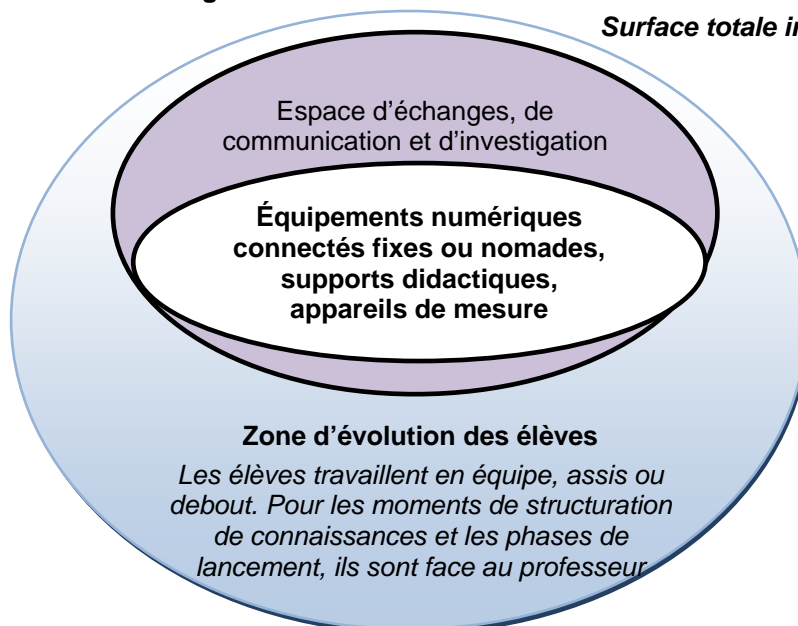 Surface totale
Espace d'échanges, de
communication et d'investigation
Équipements numériques
connectés fixes ou nomades,
supports didactiques,
appareils de mesure
Zone d'évolution des élèves
Les élèves travaillent en équipe, assis ou
debout. Pour les moments de structuration
de connaissances et les phases de
lancement, ils sont face au professeur